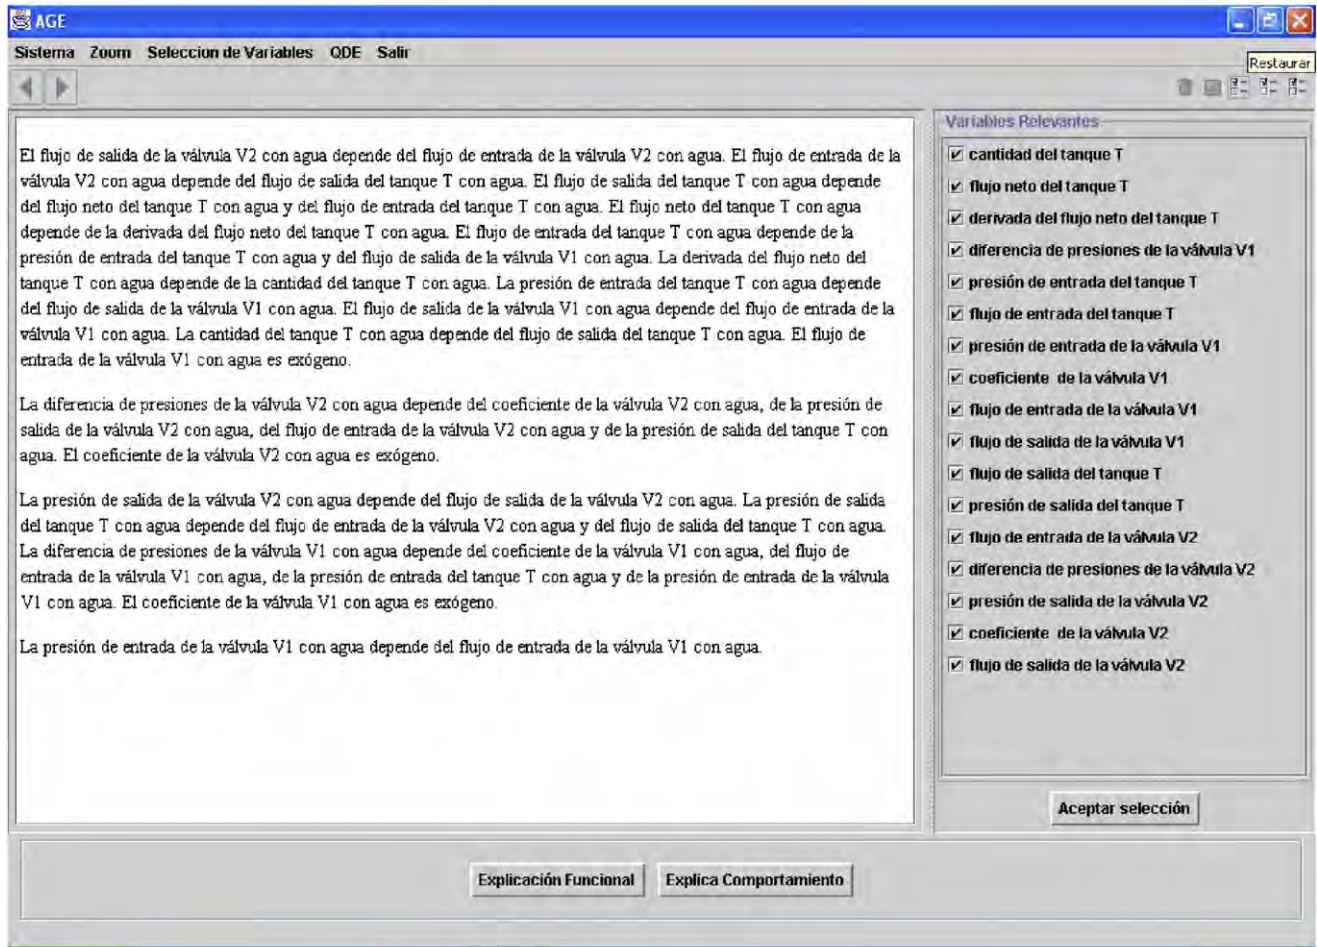 AGE
Sistema Zoom Seleccion de Variables QDE Salir
Restaurar
El flujo de salida de la válvula V2 con agua depende del flujo de entrada de la válvula V2 con agua. El flujo de entrada de la
válvula V2 con agua depende del flujo de salida del tanque T con agua. El flujo de salida del tanque T con agua depende
del flujo neto del tanque T con agua y del flujo de entrada del tanque T con agua. El flujo neto del tanque T con agua
depende de la derivada del flujo neto del tanque T con agua. El flujo de entrada del tanque T con agua depende de la
presión de entrada del tanque T con agua y del flujo de salida de la válvula V1 con agua. La derivada del flujo neto del
tanque T con agua depende de la cantidad del tanque T con agua. La presión de entrada del tanque T con agua depende
del flujo de salida de la válvula V1 con agua. El flujo de salida de la válvula V1 con agua depende del flujo de entrada de la
válvula V1 con agua. La cantidad del tanque T con agua depende del flujo de salida del tanque T con agua. El flujo de
entrada de la válvula V1 con agua es exógeno.
La diferencia de presiones de la válvula V2 con agua depende del coeficiente de la válvula V2 con agua, de la presión de
salida de la válvula V2 con agua, del flujo de entrada de la válvula V2 con agua y de la presión de salida del tanque T con
agua. El coeficiente de la válvula V2 con agua es exógeno.
La presión de salida de la válvula V2 con agua depende del flujo de salida de la válvula V2 con agua. La presión de salida
del tanque T con agua depende del flujo de entrada de la válvula V2 con agua y del flujo de salida del tanque T con agua.
La diferencia de presiones de la válvula V1 con agua depende del coeficiente de la válvula V1 con agua, del flujo de
entrada de la válvula V1 con agua, de la presión de entrada del tanque T con agua y de la presión de entrada de la válvula
V1 con agua. El coeficiente de la válvula V1 con agua es exógeno.
La presión de entrada de la válvula V1 con agua depende del flujo de entrada de la válvula V1 con agua.
Variables Relevantes
cantidad del tanque T
flujo neto del tanque T
derivada del flujo neto del tanque T
diferencia de presiones de la válvula V1
presión de entrada del tanque T
flujo de entrada del tanque T
presión de entrada de la válvula V1
coeficiente de la válvula V1
flujo de entrada de la válvula V1
flujo de salida de la válvula V1
flujo de salida del tanque T
presión de salida del tanque T
flujo de entrada de la válvula V2
diferencia de presiones de la válvula V2
presión de salida de la válvula V2
coeficiente de la válvula V2
flujo de salida de la válvula V2
Aceptar selección
Explicación Funcional Explica Comportamiento